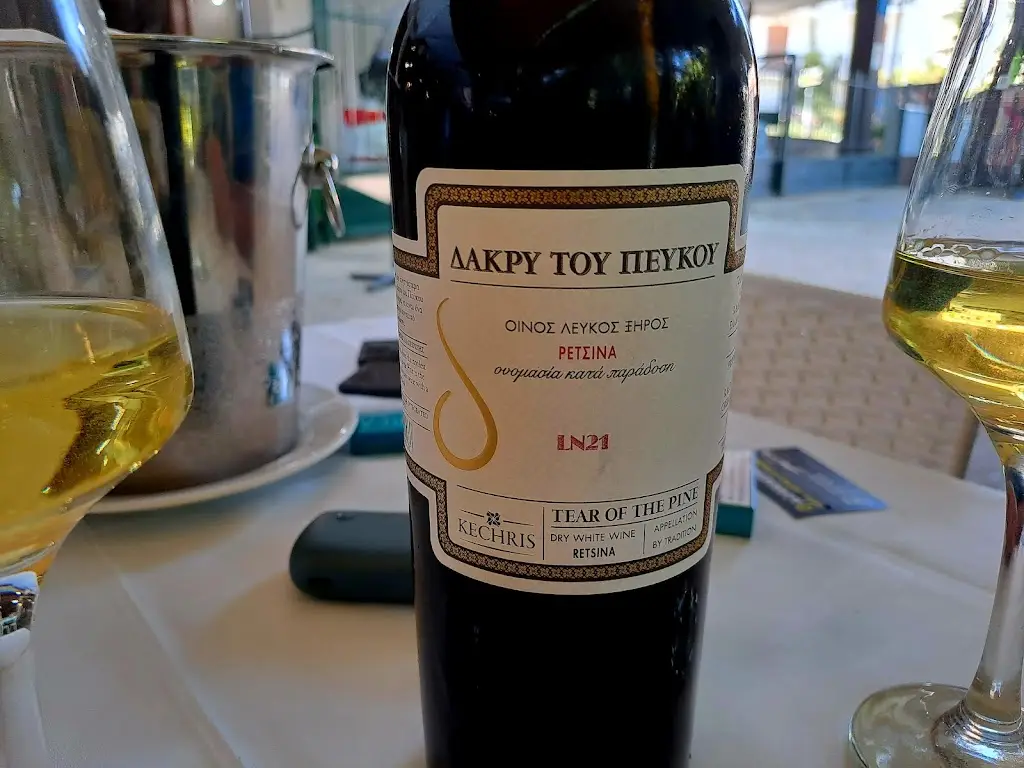 ΔΑΚΡΥ ΤΟΥ ΠΕΥΚΟΥ
ΟΙΝΟΣ ΛΕΥΚΟΣ ΞΗΡΟΣ
ΡΕΤΣΙΝΑ
ονομασία κατά παράδοση
LN21
KECHRIS
TEAR OF THE PINE
DRY WHITE WINE
RETSINA
APPELLATION
BY TRADITION